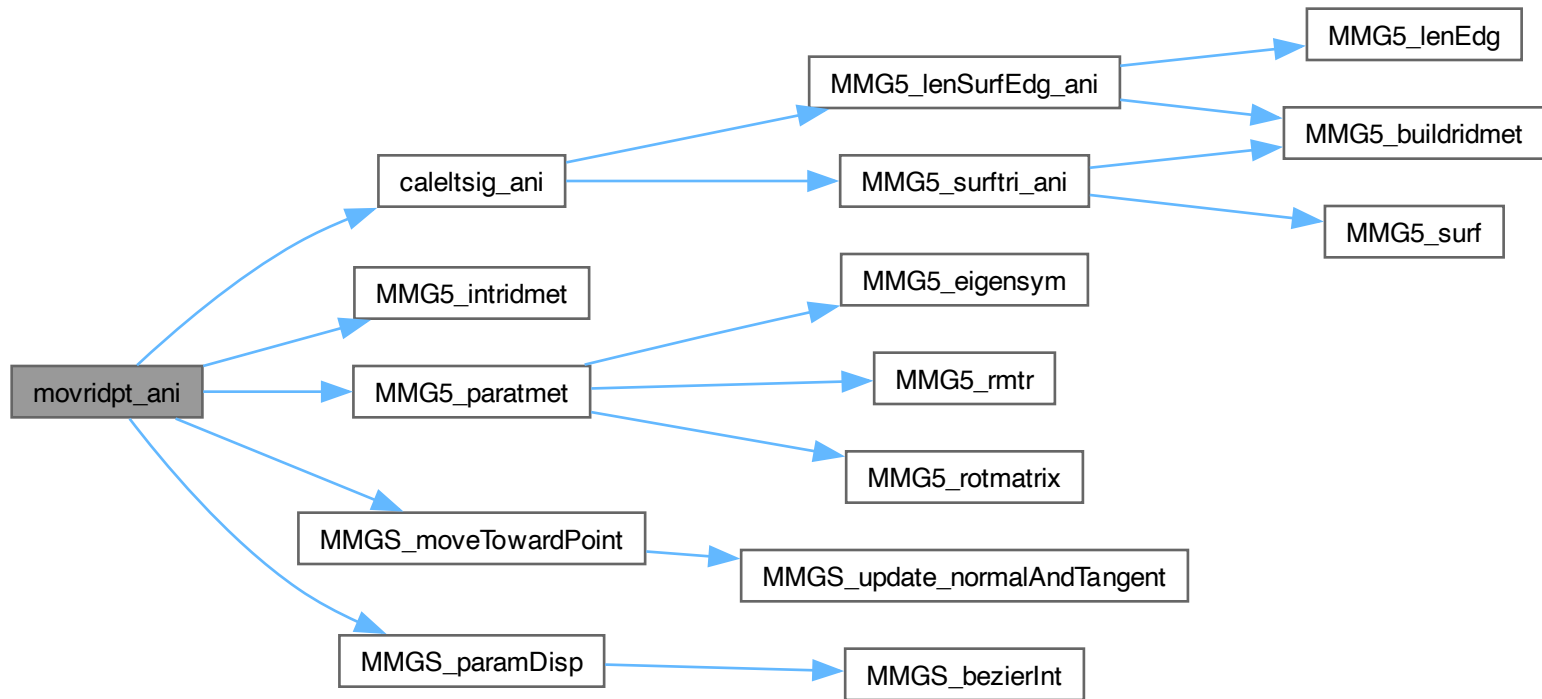 MMG5_lenEdg
MMG5_lenSurfEdg_ani
MMG5_buildridmet
caleltsig_ani
MMG5_surftri_ani
MMG5_surf
MMG5_eigensym
MMG5_intridmet
movridpt_ani
MMG5_paratmet
MMG5_rmtr
MMG5_rotmatrix
MMGS_moveTowardPoint
MMGS_update_normalAndTangent
MMGS_paramDisp
MMGS_bezierInt